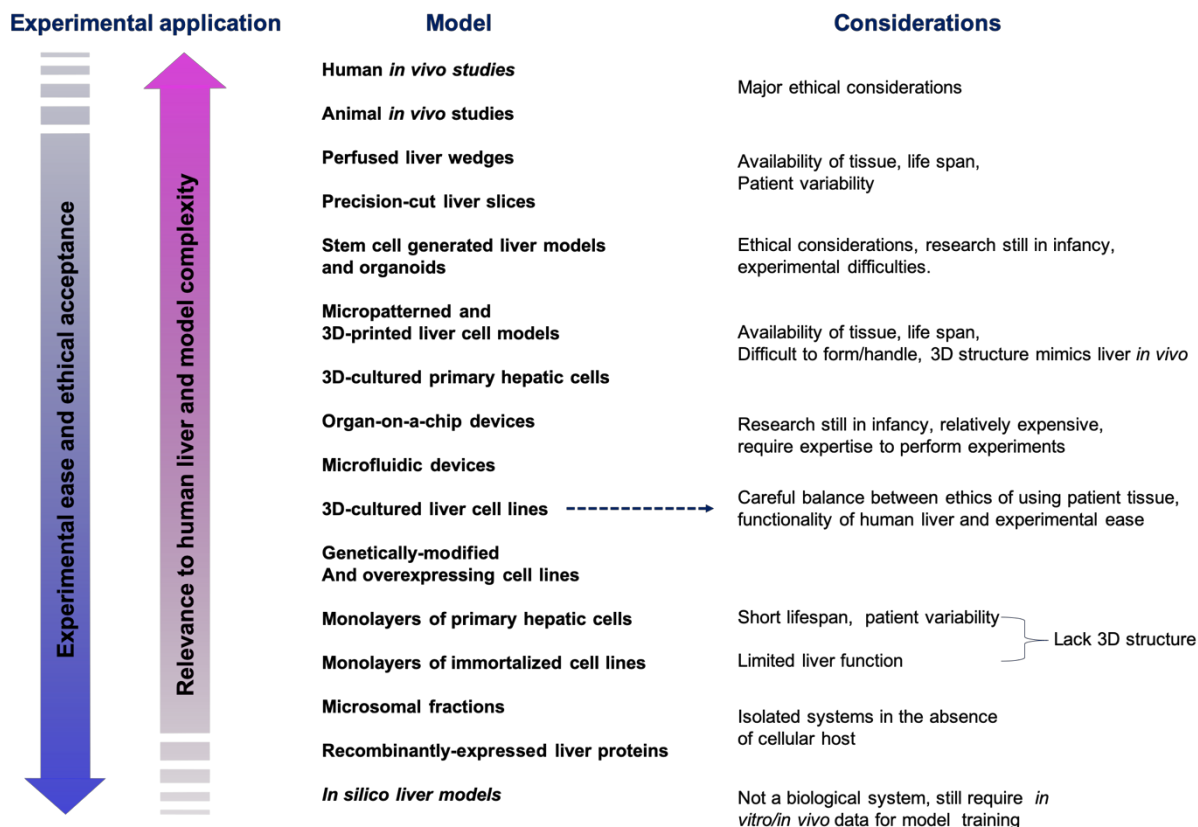 Experimental application
Model
Considerations
Experimental ease and ethical acceptance
Relevance to human liver and model complexity
Human in vivo studies
Animal in vivo studies
Major ethical considerations
Perfused liver wedges
Precision-cut liver slices
Availability of tissue, life span,
Patient variability
Stem cell generated liver models
and organoids
Ethical considerations, research still in infancy,
experimental difficulties.
Micropatterned and
3D-printed liver cell models
3D-cultured primary hepatic cells
Availability of tissue, life span,
Difficult to form/handle, 3D structure mimics liver in vivo
Organ-on-a-chip devices
Microfluidic devices
Research still in infancy, relatively expensive,
require expertise to perform experiments
3D-cultured liver cell lines
Careful balance between ethics of using patient tissue,
functionality of human liver and experimental ease
Genetically-modified
And overexpressing cell lines
Monolayers of primary hepatic cells
Short lifespan, patient variability
Monolayers of immortalized cell lines
Limited liver function
Lack 3D structure
Microsomal fractions
Recombinantly-expressed liver proteins
Isolated systems in the absence
of cellular host
In silico liver models
Not a biological system, still require in
vitro/in vivo data for model training